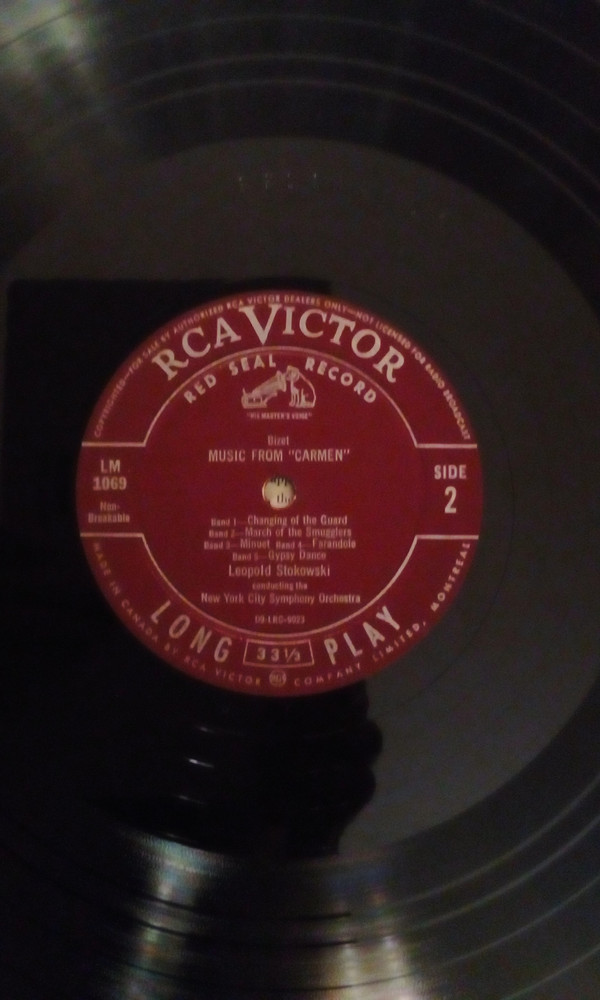 COPYRIGHTED—FOR SALE BY AUTHORIZED RCA VICTOR DEALERS ONLY—NOT LICENSED FOR RADIO BROADCAST
RCA VICTOR
RED SEAL RECORD
"HIS MASTER'S VOICE"
Bizet
MUSIC FROM "CARMEN"
LM
1069
Non-
Breakable
SIDE
2
the
Band 1—Changing of the Guard
Band 2—March of the Smugglers
Band 3—Minuet Band 4—Farandole
Band 5—Gypsy Dance
Leopold Stokowski
conducting the
New York City Symphony Orchestra
LONG 33⅓ PLAY
MADE IN CANADA BY RCA VICTOR COMPANY LIMITED, MONTREAL